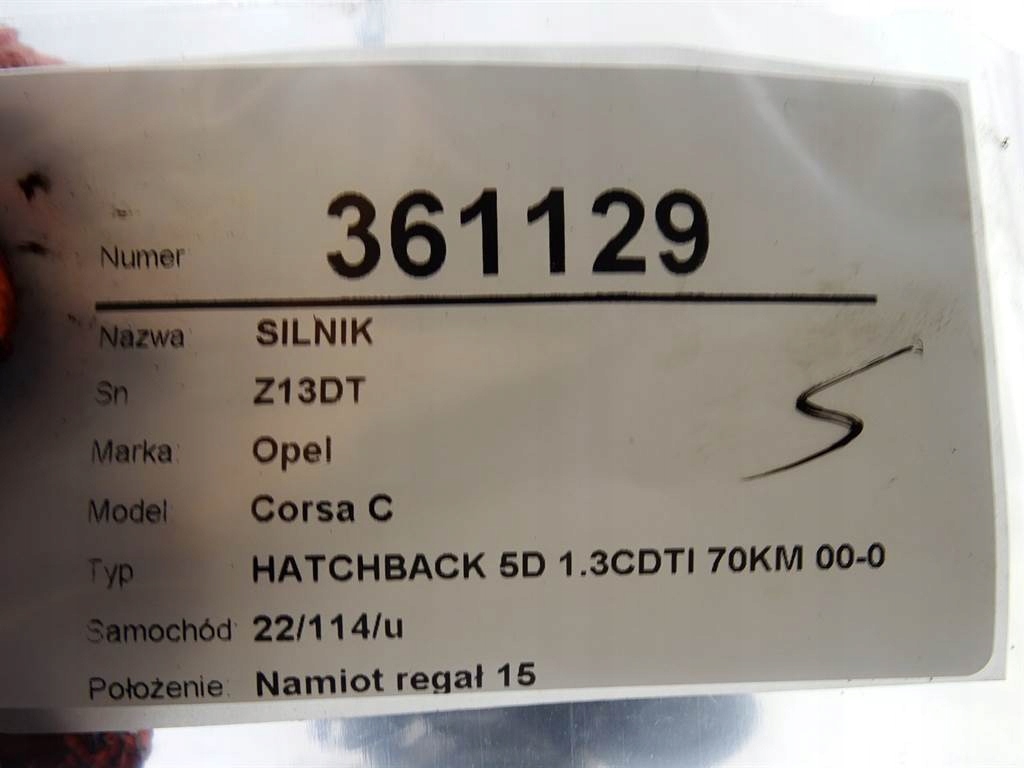 Numer: 361129
Nazwa: SILNIK
Sn Z13DT
Marka: Opel
Model: Corsa C
Typ HATCHBACK 5D 1.3CDTI 70KM 00-0
Samochód: 22/114/u
Położenie: Namiot regał 15
S